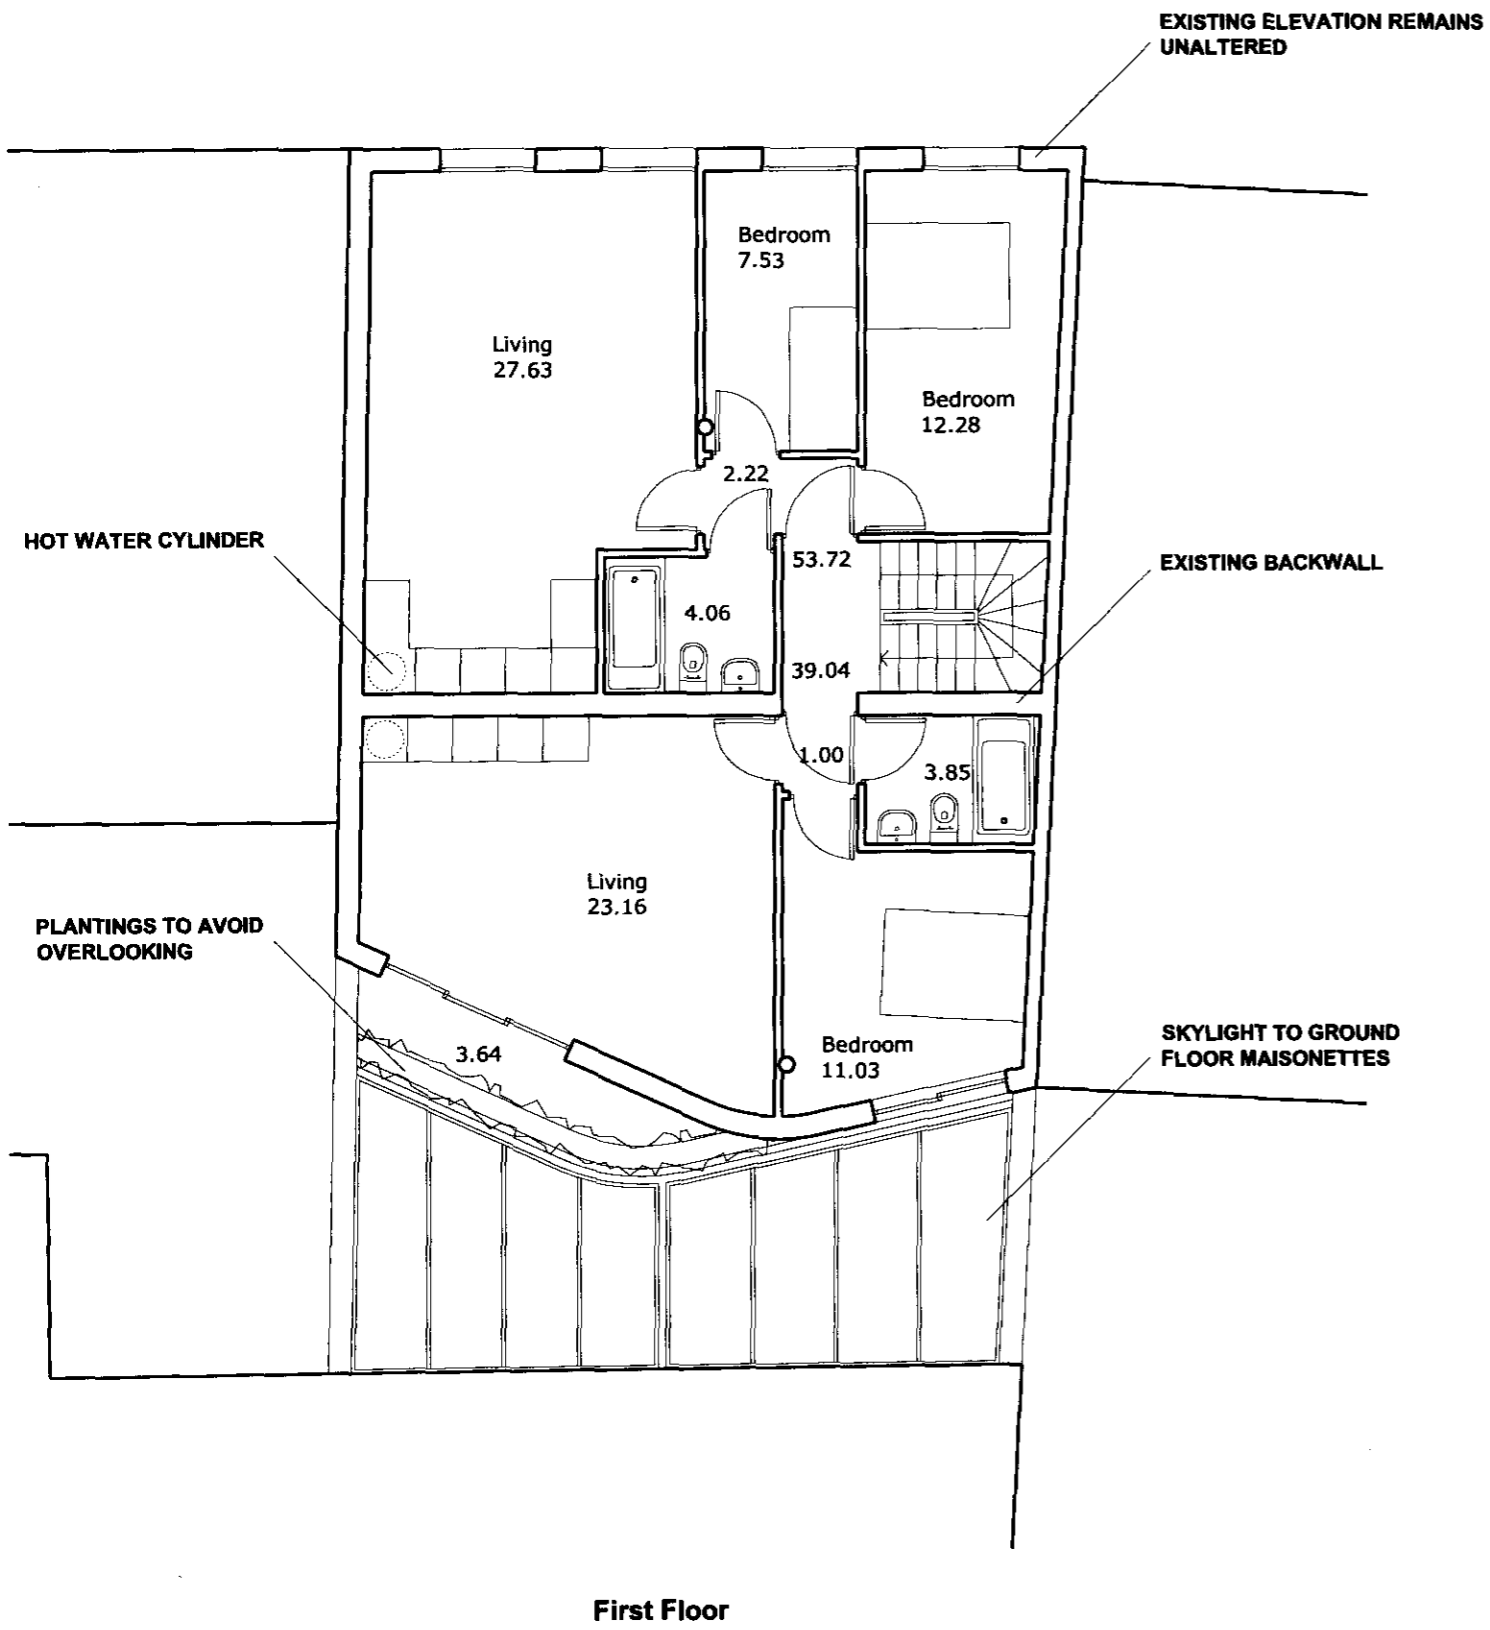 EXISTING ELEVATION REMAINS
UNALTERED
Bedroom
7.53
Living
27.63
Bedroom
12.28
2.22
HOT WATER CYLINDER
53.72
EXISTING BACKWALL
4.06
39.04
1.00
3.85
Living
23.16
PLANTINGS TO AVOID
OVERLOOKING
3.64
Bedroom
11.03
SKYLIGHT TO GROUND
FLOOR MAISONETTES
First Floor